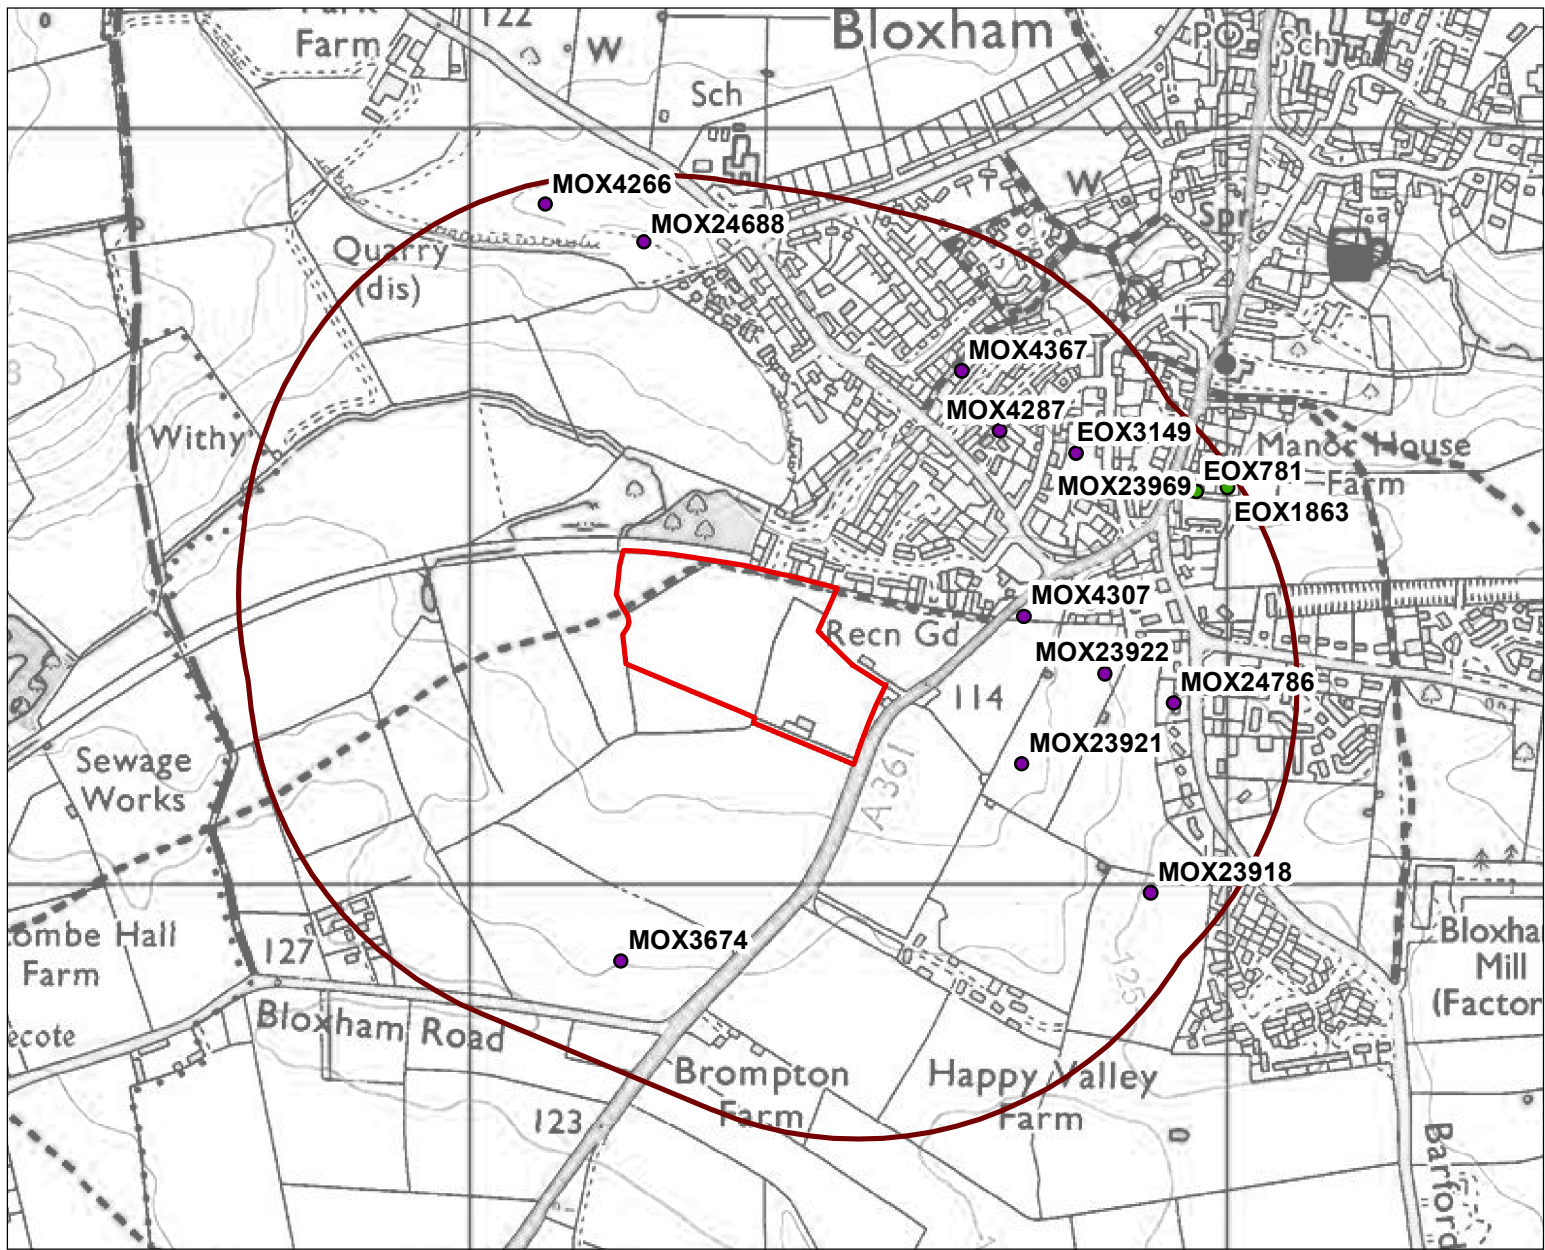 122
Farm
W
Bloxham
PO
Sch
Sch
MOX4266
MOX24688
W
Spr
Quarry
(dis)
MOX4367
MOX4287
Withy
EOX3149
Manor House
Farm
MOX23969
EOX781
EOX1863
MOX4307
Recn Gd
MOX23922
114
MOX24786
MOX23921
A361
Sewage
Works
MOX23918
MOX3674
ombe Hall
Farm
127
125
Bloxha
Mill
(Factor
ecote
Bloxham Road
Brompton
Farm
Happy Valley
Farm
123
Barford